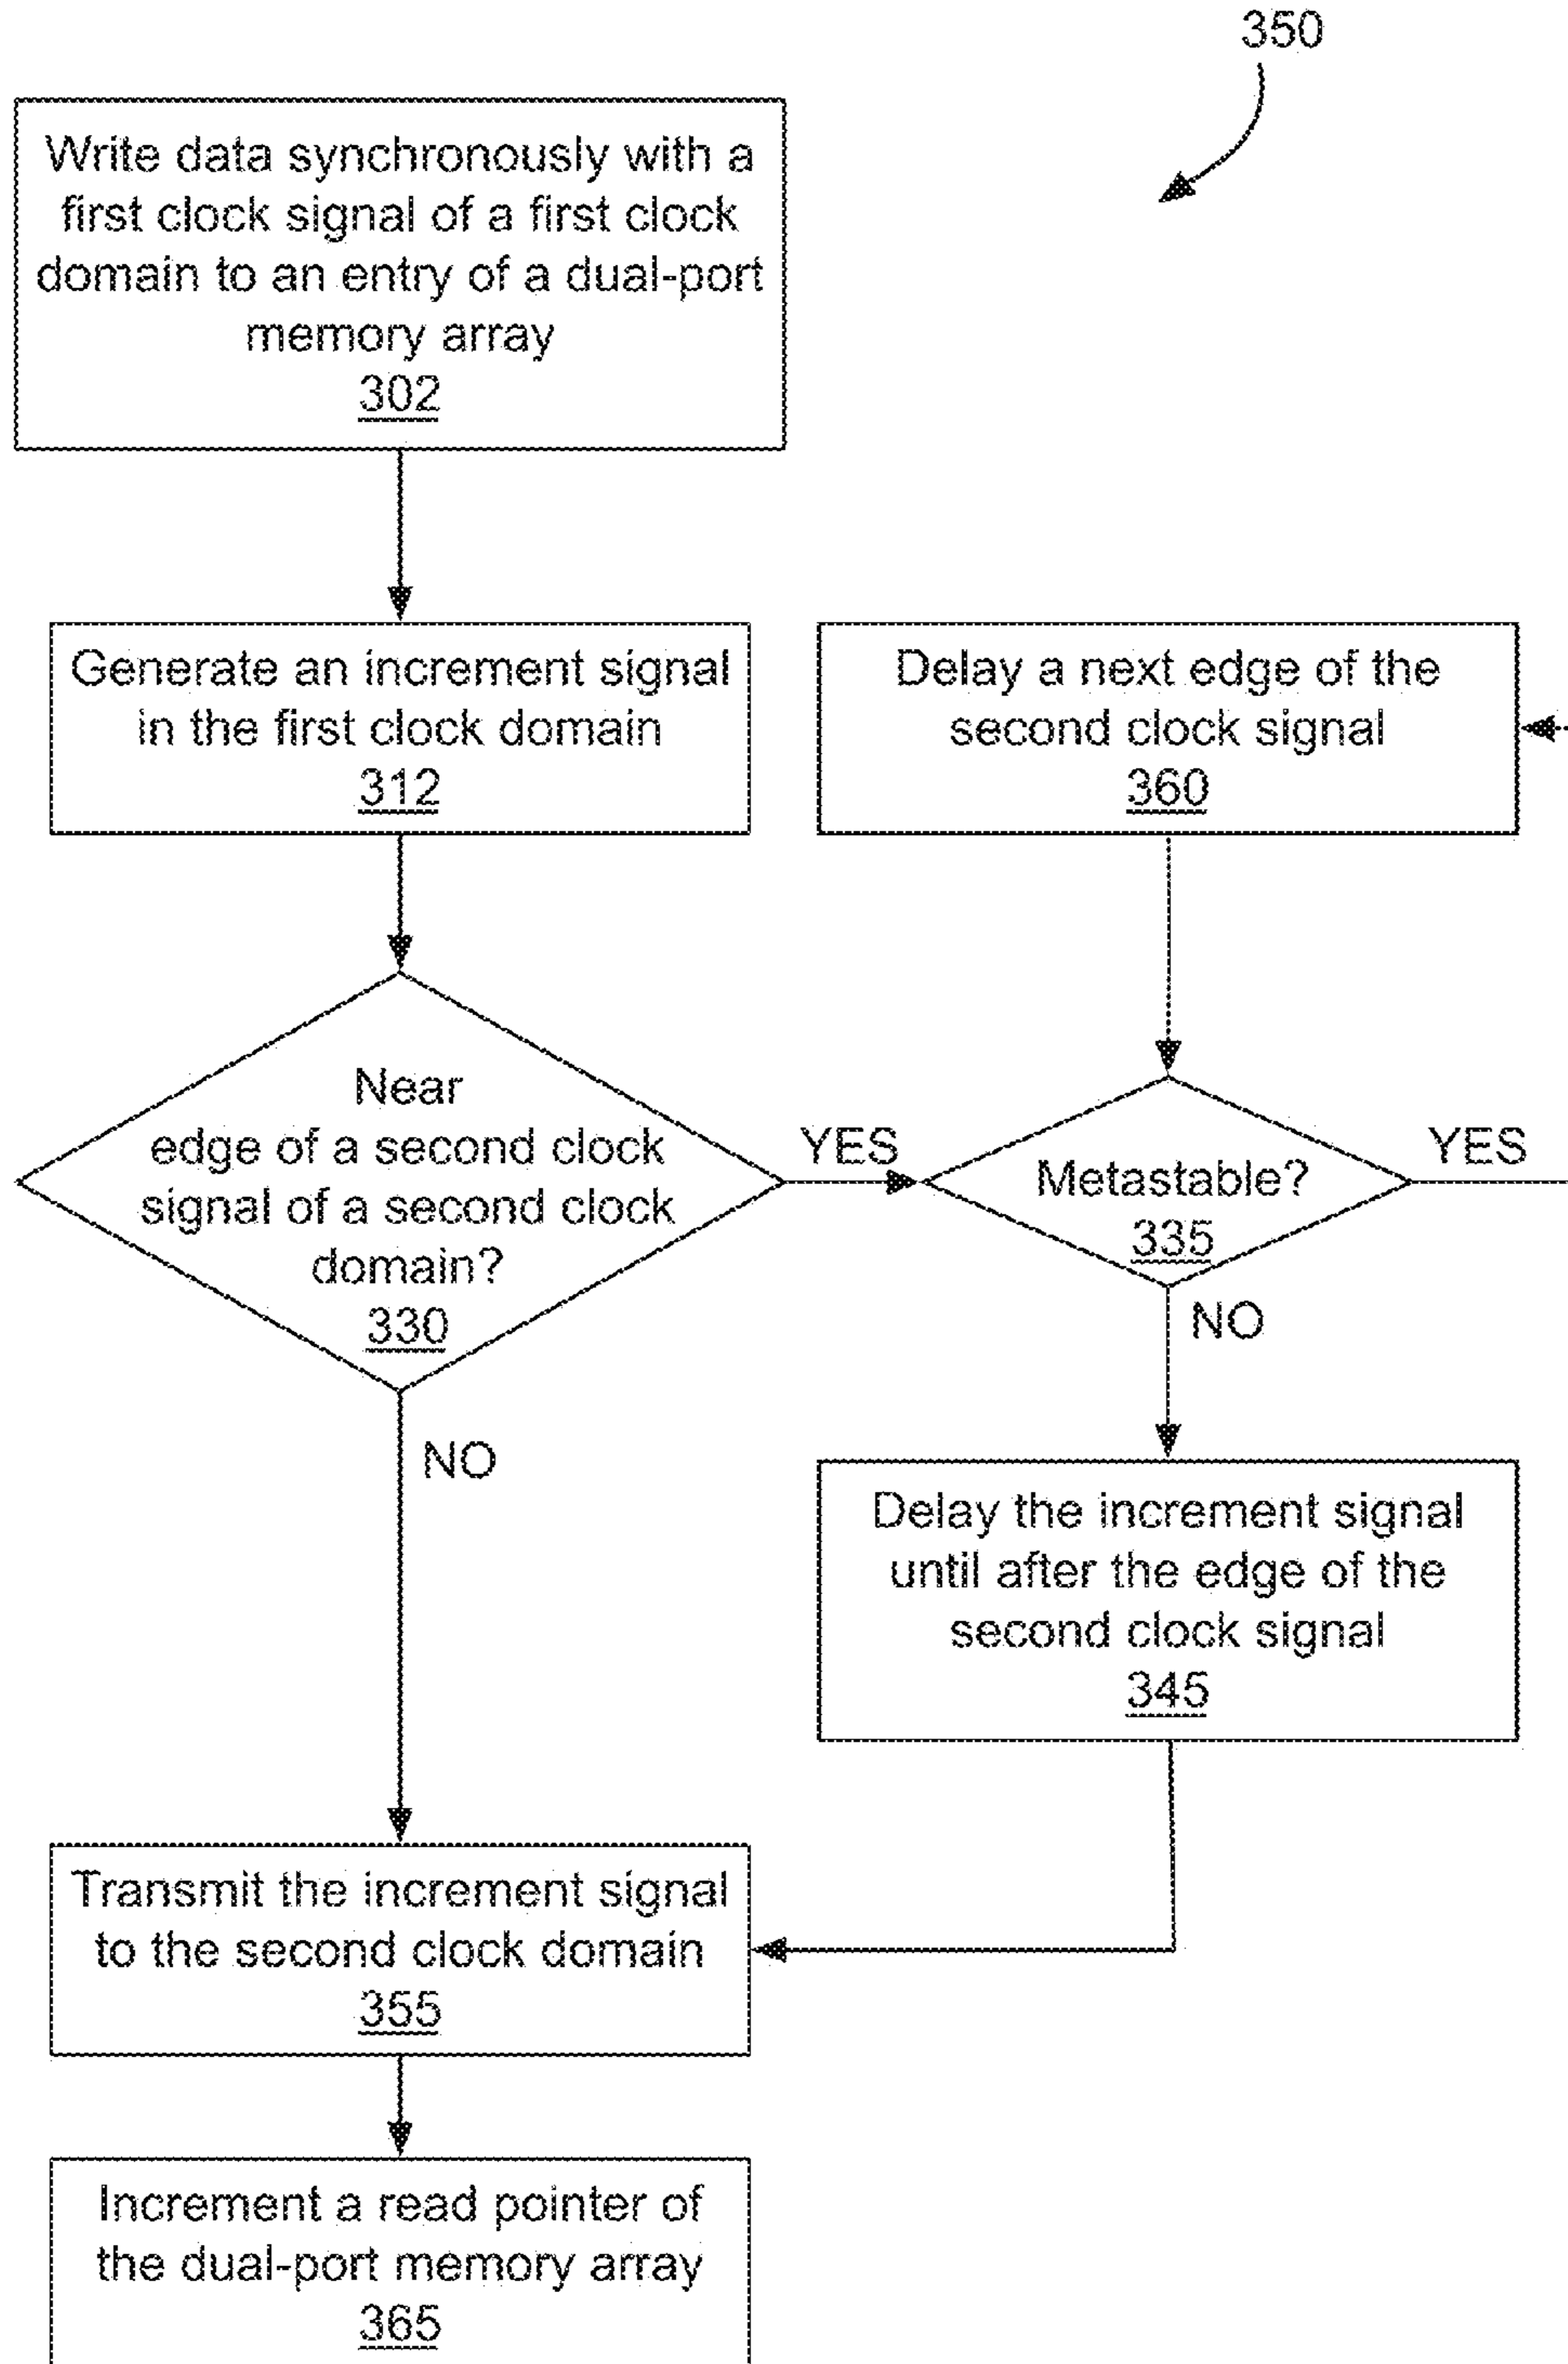 350
Write data synchronously with a
first clock signal of a first clock
domain to an entry of a dual-port
memory array
302
Generate an increment signal
in the first clock domain
312
Delay a next edge of the
second clock signal
360
Near
edge of a second clock
signal of a second clock
domain?
330
YES
Metastable?
335
YES
NO
NO
Delay the increment signal
until after the edge of the
second clock signal
345
Transmit the increment signal
to the second clock domain
355
Increment a read pointer of
the dual-port memory array
365